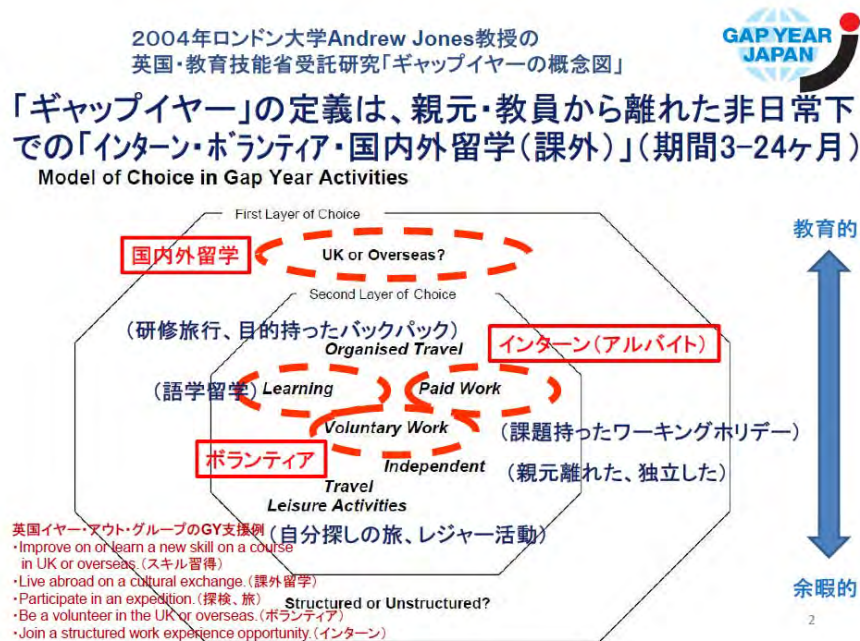 2004年ロンドン大学Andrew Jones教授の
英国・教育技能省受託研究「ギャップイヤーの概念図」
GAP YEAR
JAPAN
「ギャップイヤー」の定義は、親元・教員から離れた非日常下
での「インターン・ボランティア・国内外留学(課外)」(期間3-24ヶ月)
Model of Choice in Gap Year Activities
First Layer of Choice
教育的
国内外留学
UK or Overseas?
Second Layer of Choice
(研修旅行、目的持ったバックパック)
Organised Travel
インターン(アルバイト)
(語学留学)
Learning
Paid Work
Voluntary Work
(課題持ったワーキングホリデー)
ボランティア
Independent
(親元離れた、独立した)
Travel
Leisure Activities
(自分探しの旅、レジャー活動)
英国イヤー・アウト・グループのGY支援例
・Improve on or learn a new skill on a course
in UK or overseas.(スキル習得)
・Live abroad on a cultural exchange.(課外留学)
・Participate in an expedition.(探検、旅)
・Be a volunteer in the UK or overseas.(ボランティア)
・Join a structured work experience opportunity.(インターン)
Structured or Unstructured?
余暇的
2